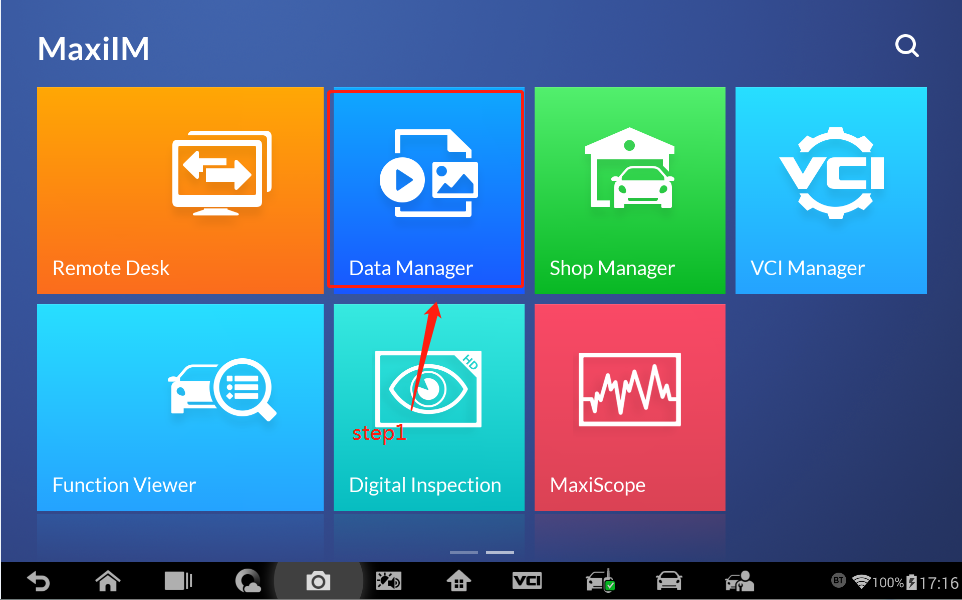 MaxiIM
Remote Desk
Data Manager
Shop Manager
VCI
VCI Manager
Function Viewer
HD
step1
Digital Inspection
MaxiScope
VCI
BT
100%
17:16